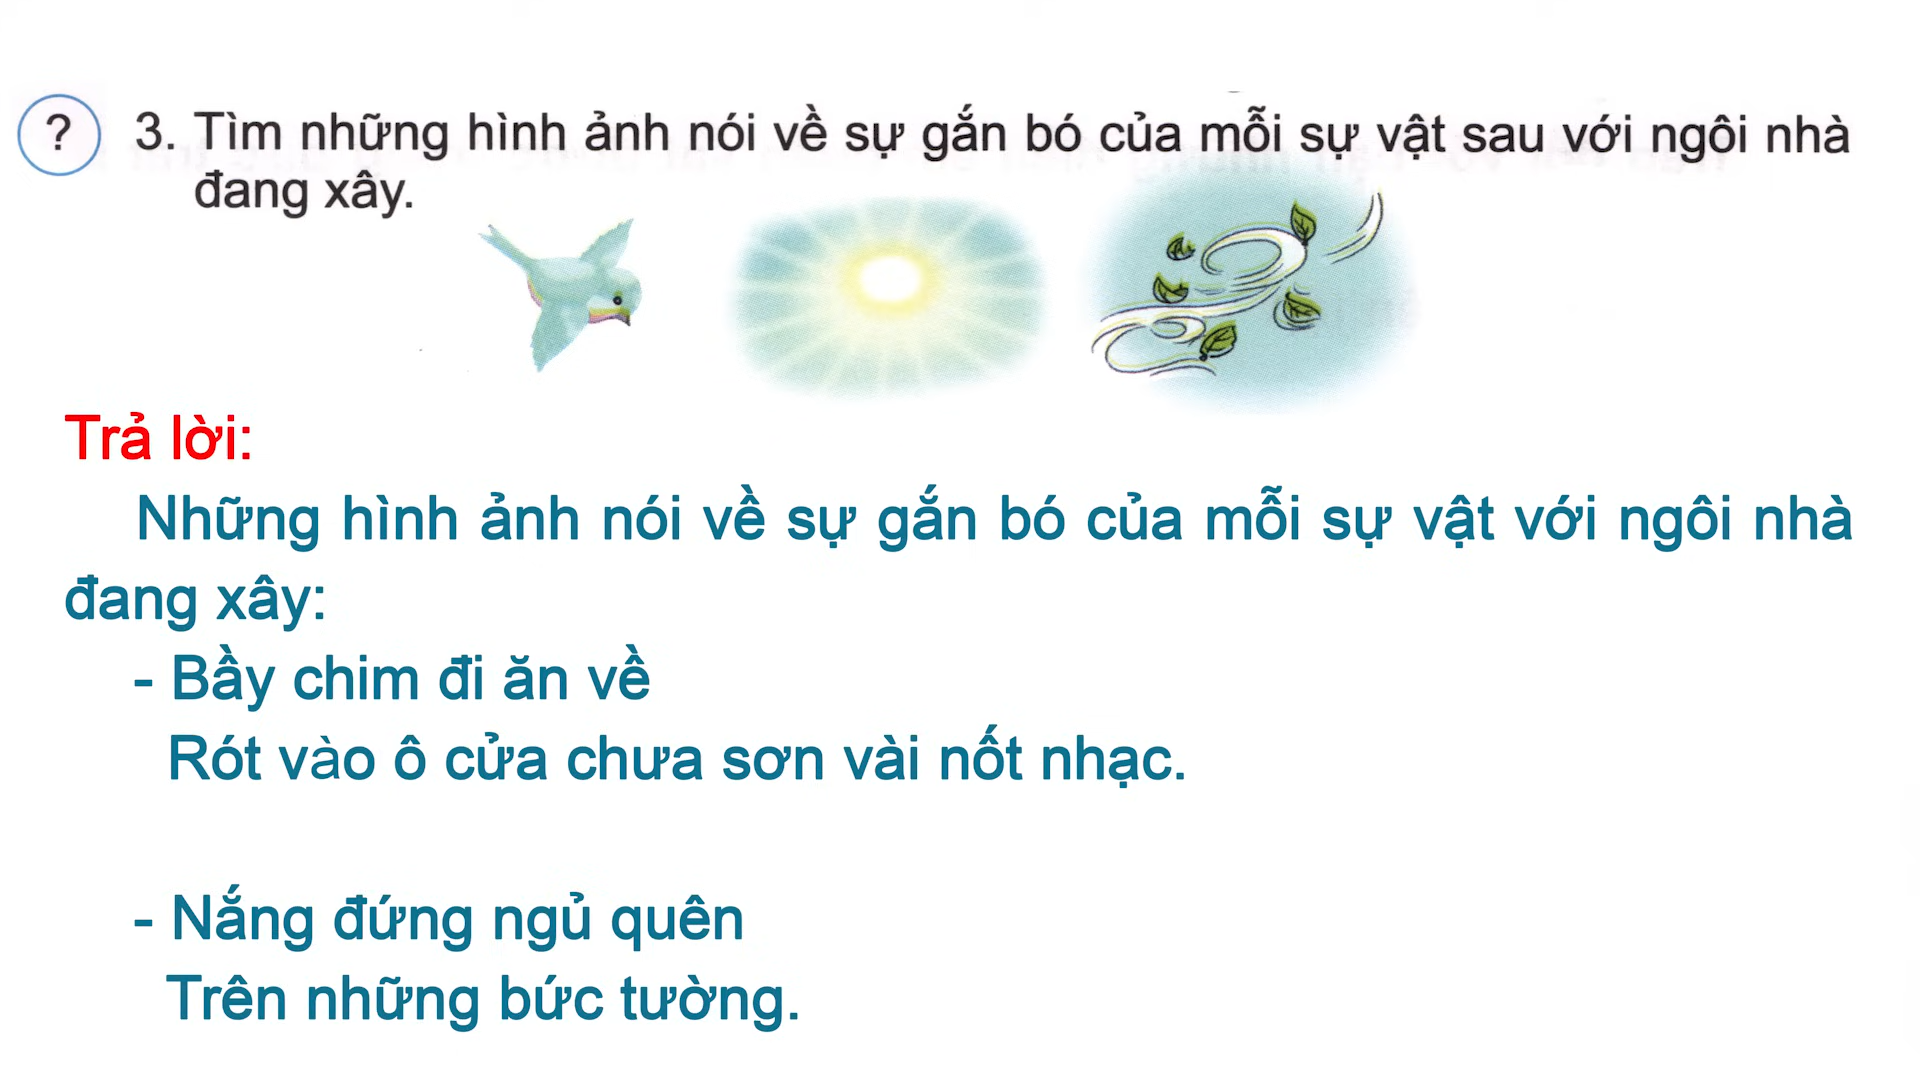 ? 3. Tìm những hình ảnh nói về sự gắn bó của mỗi sự vật sau với ngôi nhà
đang xây.
Trả lời:
Những hình ảnh nói về sự gắn bó của mỗi sự vật với ngôi nhà
đang xây:
- Bầy chim đi ăn về
Rót vào ô cửa chưa sơn vài nốt nhạc.
- Nắng đứng ngủ quên
Trên những bức tường.